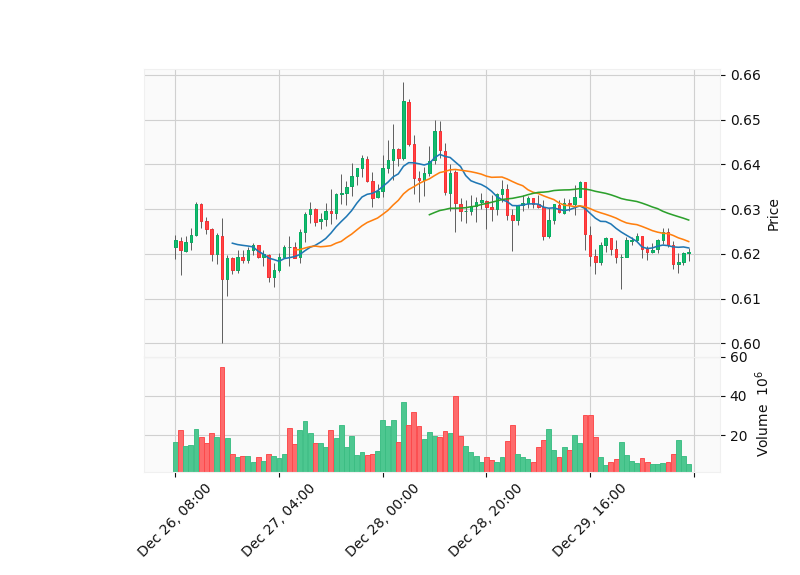 0.66
0.65
0.64
0.63
0.62
0.61
0.60
Price
60
40
20
Volume 10^6
Dec 26, 08:00
Dec 27, 04:00
Dec 28, 00:00
Dec 28, 20:00
Dec 29, 16:00